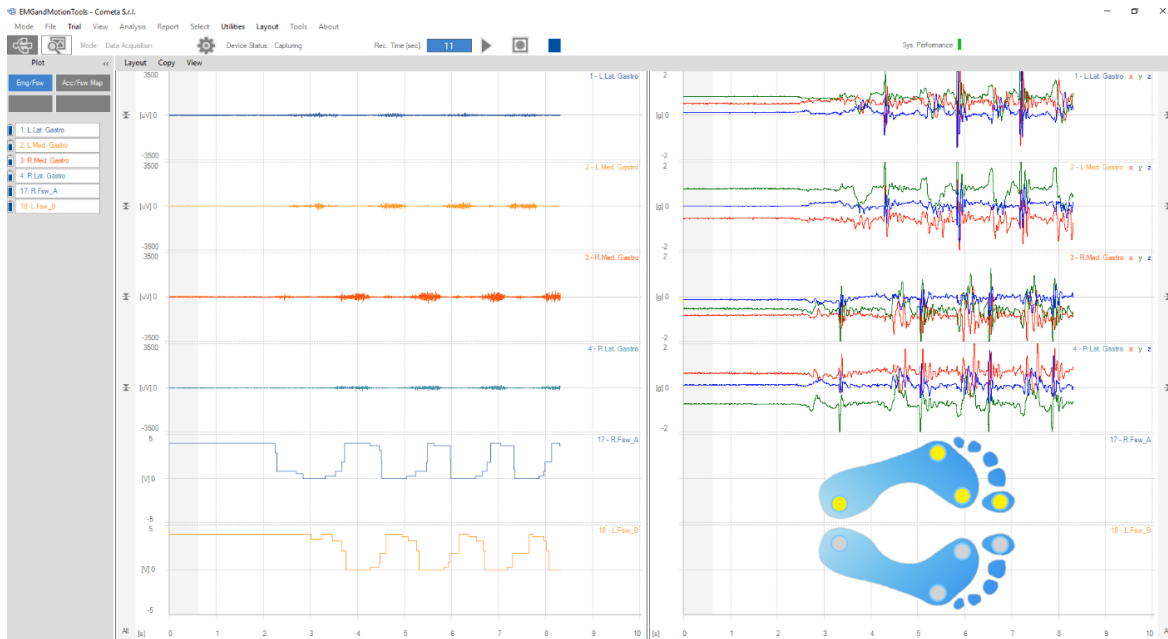 EMGandMotionTools - Cometa S.r.l.
Mode File Trial View Analysis Report Select Utilities Layout Tools About
Mode: Data Acquisition Device Status: Capturing Rec. Time (sec): 11 Sys. Performance
Plot << Layout Copy View
Emg/Fsw Acc/Fsw Map
1: L.Lat. Gastro
2: L.Med. Gastro
3: R.Med. Gastro
4: R.Lat. Gastro
17: R.Fsw_A
18: L.Fsw_B
3500 1 - L.Lat. Gastro
[uV] 0
-3500
3500 2 - L.Med. Gastro
[uV] 0
-3500
3500 3 - R.Med. Gastro
[uV] 0
-3500
3500 4 - R.Lat. Gastro
[uV] 0
-3500
5 17 - R.Fsw_A
[V] 0
-5
5 18 - L.Fsw_B
[V] 0
-5
All [s] 0 1 2 3 4 5 6 7 8 9 10
2 1 - L.Lat. Gastro x y z
[g] 0
-2
2 2 - L.Med. Gastro x y z
[g] 0
-2
2 3 - R.Med. Gastro x y z
[g] 0
-2
2 4 - R.Lat. Gastro x y z
[g] 0
-2
17 - R.Fsw_A
18 - L.Fsw_B
[s] 0 1 2 3 4 5 6 7 8 9 10